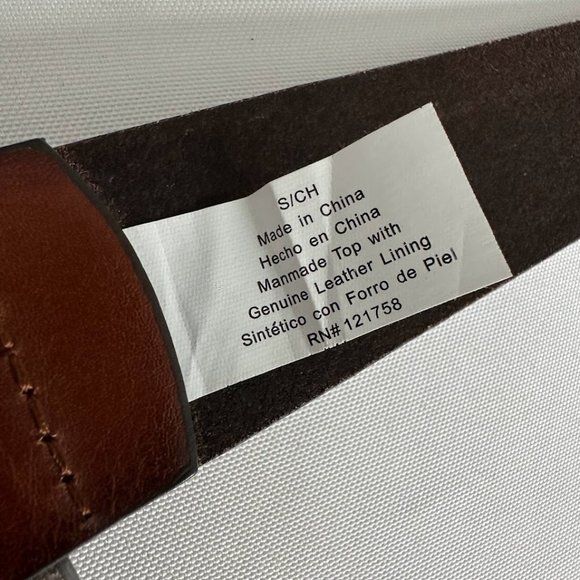 S/CH
Made in China
Hecho en China
Manmade Top with
Genuine Leather Lining
Sintético con Forro de Piel
RN# 121758